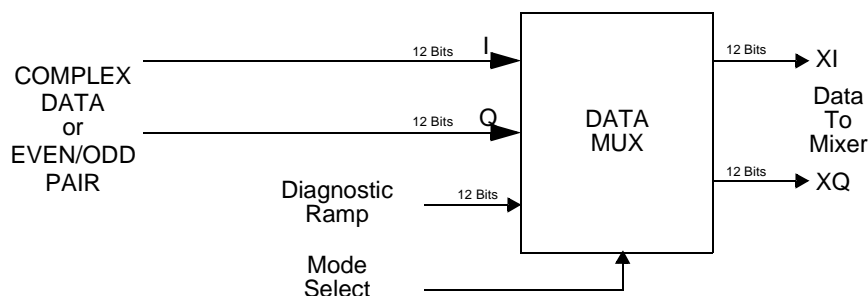 COMPLEX
DATA
or
EVEN/ODD
PAIR
12 Bits
I
12 Bits
Q
Diagnostic
Ramp
12 Bits
Mode
Select
DATA
MUX
12 Bits
XI
Data
To
Mixer
12 Bits
XQ